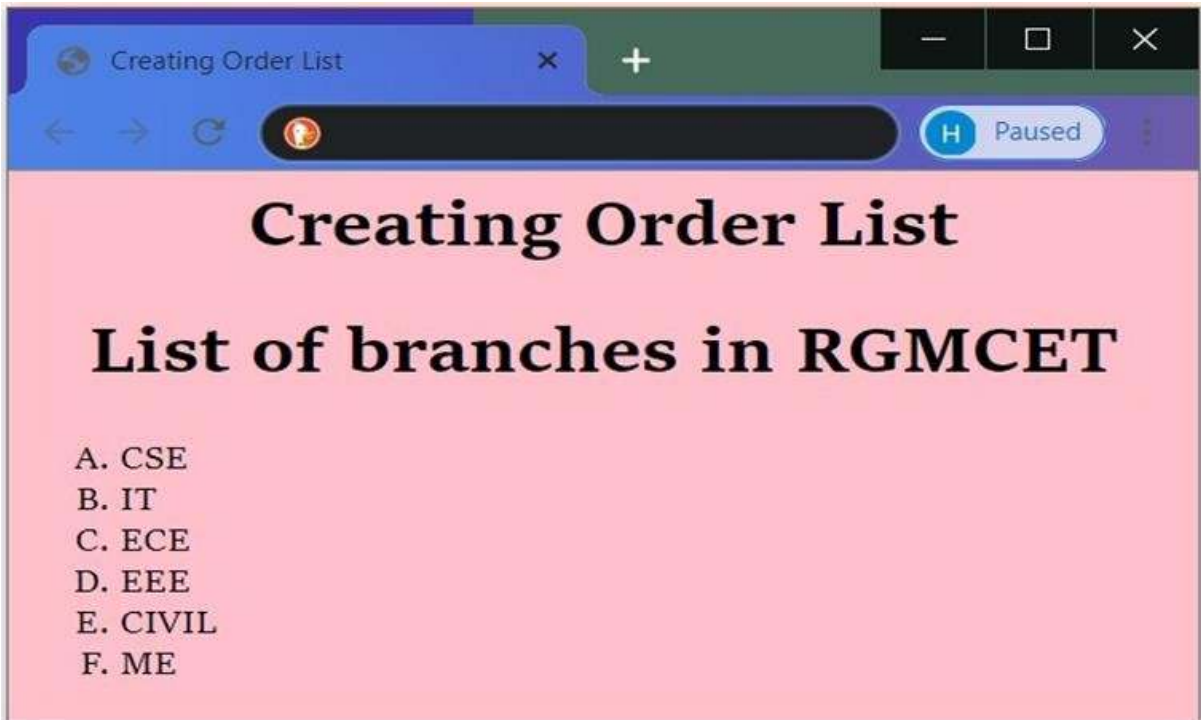 Creating Order List
H Paused
Creating Order List
List of branches in RGMCET
A. CSE
B. IT
C. ECE
D. EEE
E. CIVIL
F. ME